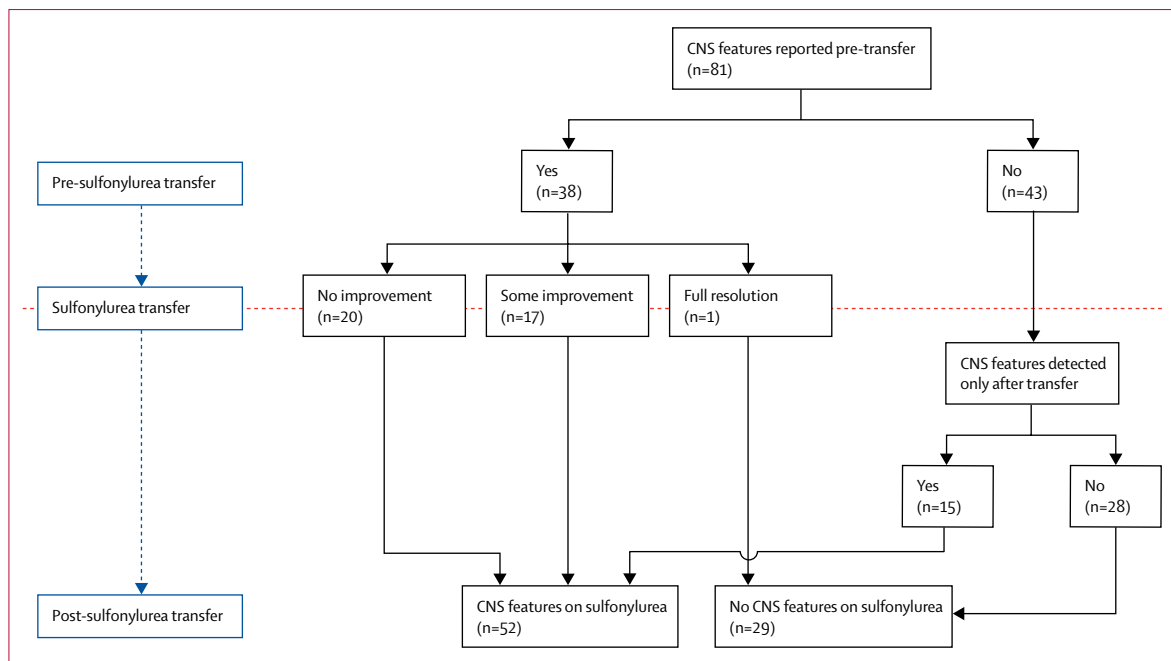 CNS features reported pre-transfer
(n=81)
Yes
(n=38)
No
(n=43)
Pre-sulfonylurea transfer
No improvement
(n=20)
Some improvement
(n=17)
Full resolution
(n=1)
Sulfonylurea transfer
CNS features detected
only after transfer
Yes
(n=15)
No
(n=28)
Post-sulfonylurea transfer
CNS features on sulfonylurea
(n=52)
No CNS features on sulfonylurea
(n=29)